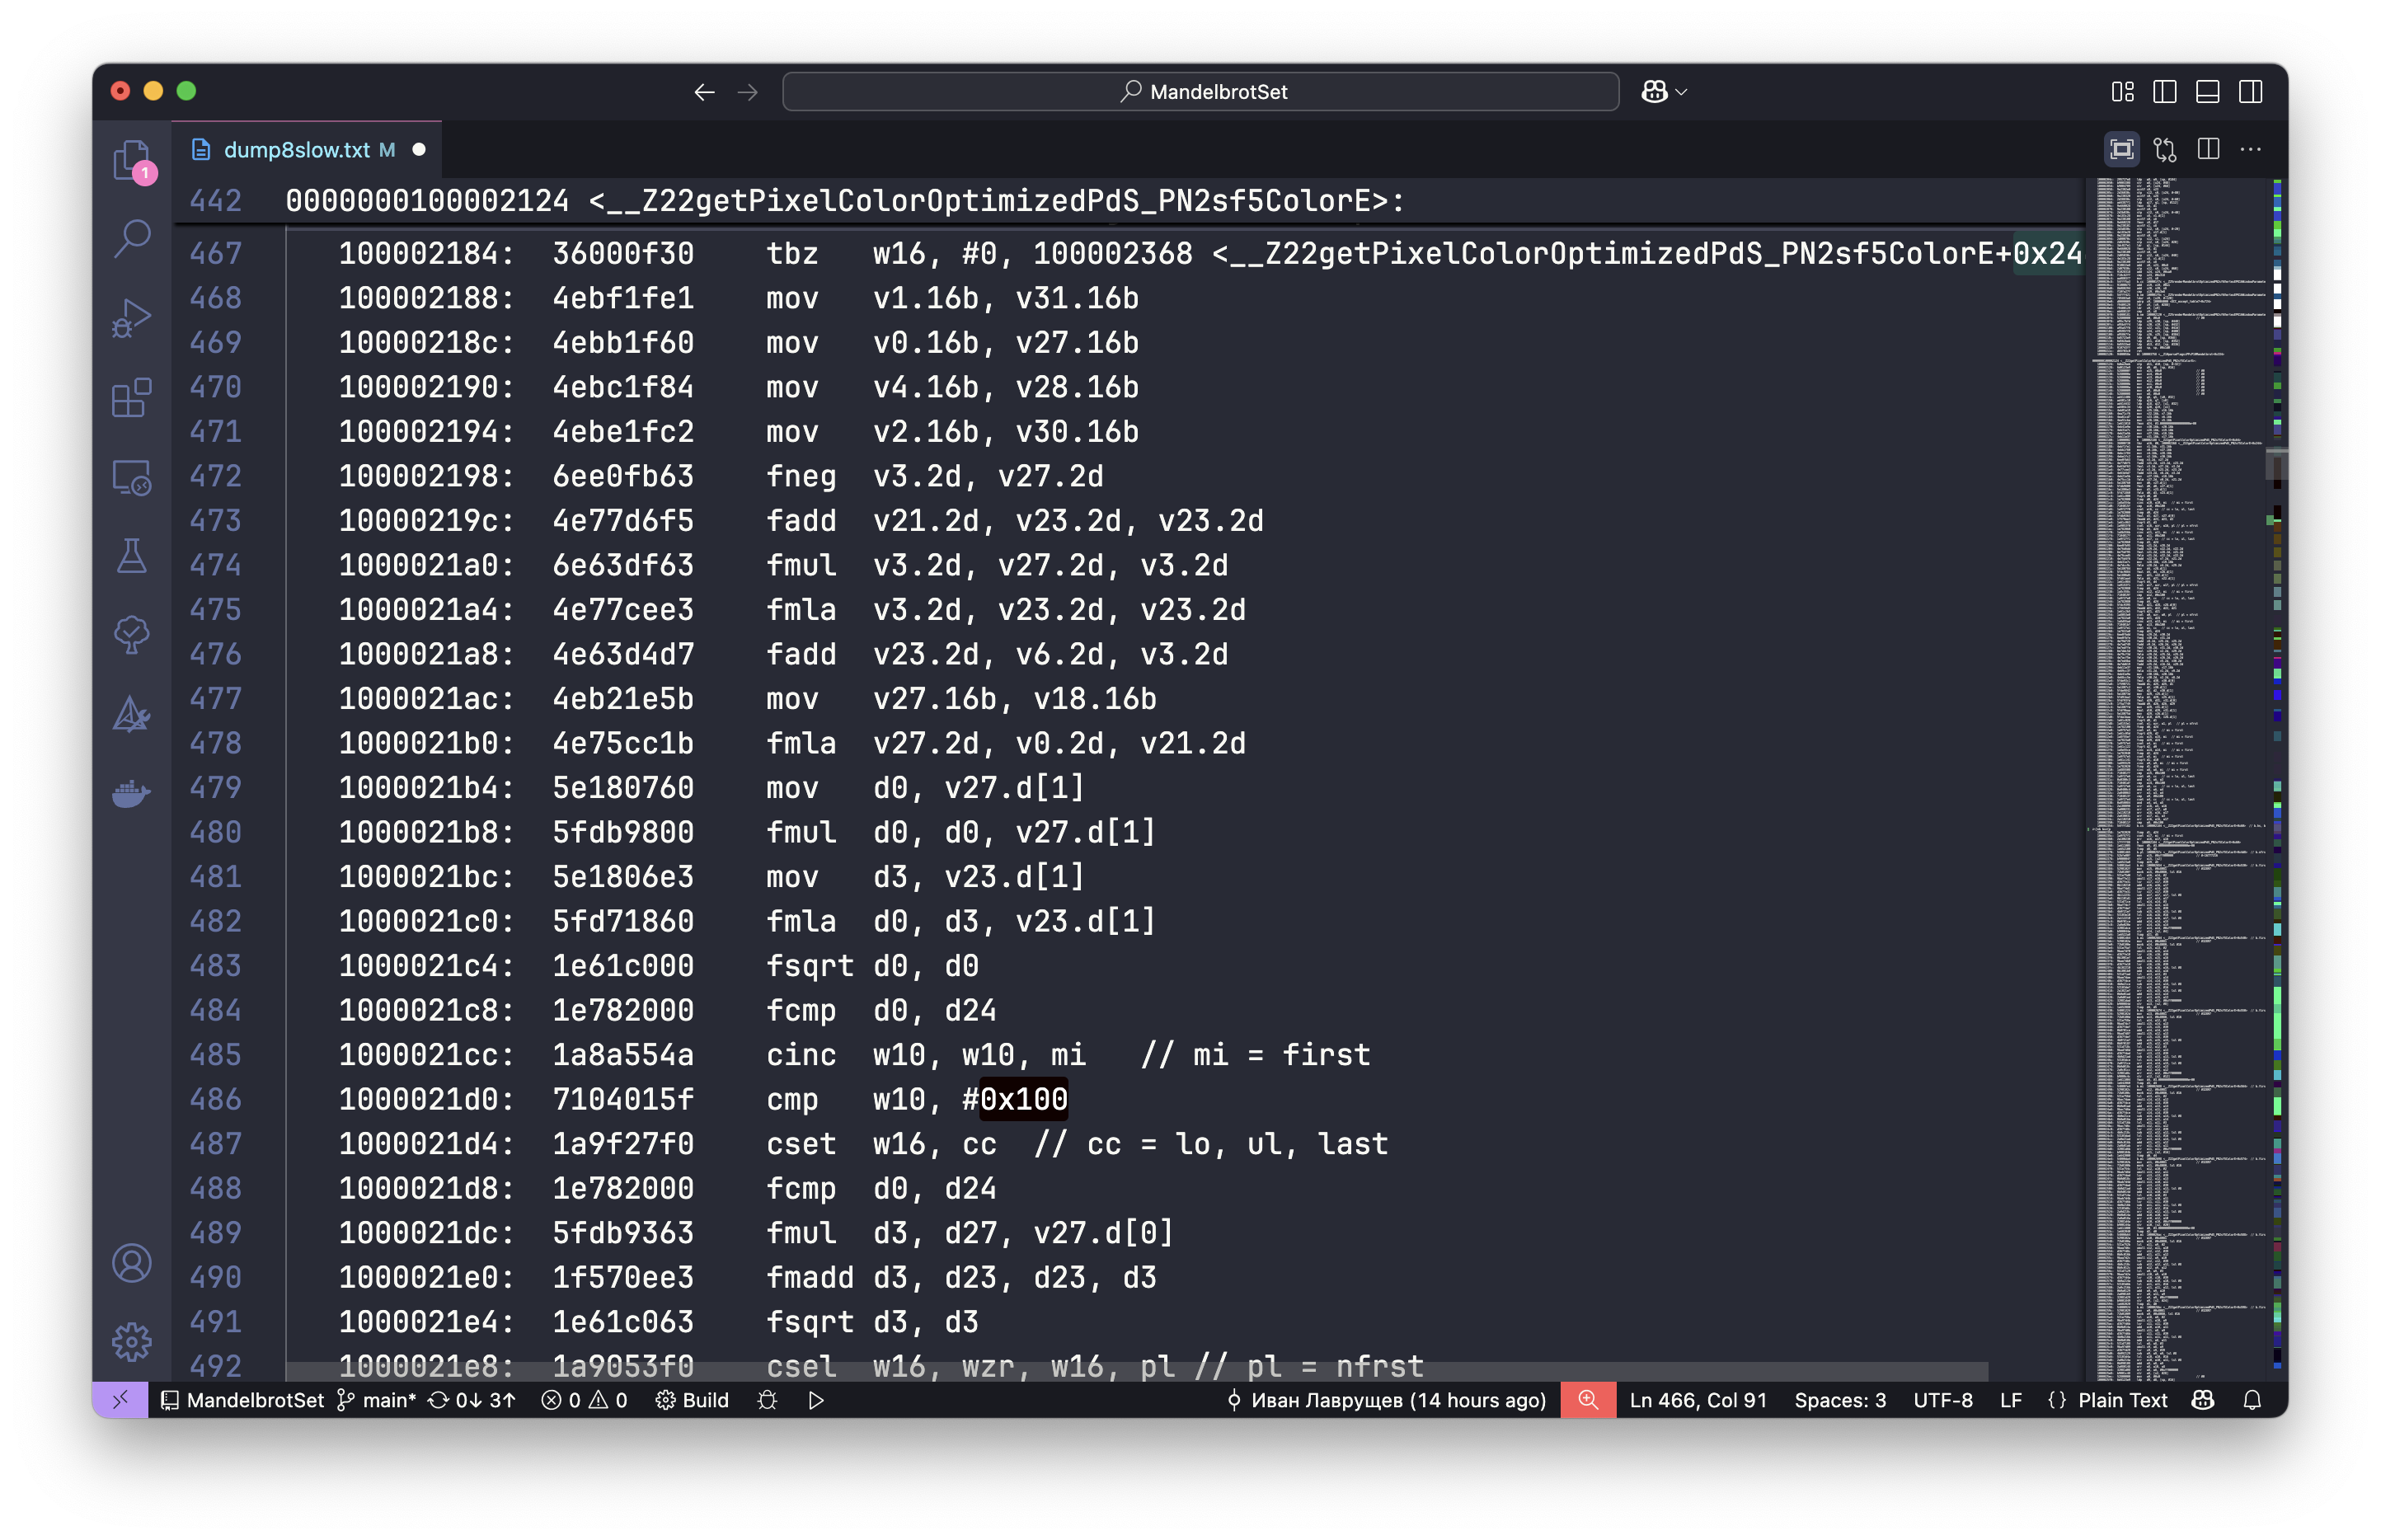 MandelbrotSet
1
dump8slow.txt M
442 0000000100002124 <__Z22getPixelColorOptimizedPdS_PN2sf5ColorE>:
467 100002184: 36000f30 tbz w16, #0, 100002368 <__Z22getPixelColorOptimizedPdS_PN2sf5ColorE+0x24
468 100002188: 4ebf1fe1 mov v1.16b, v31.16b
469 10000218c: 4ebb1f60 mov v0.16b, v27.16b
470 100002190: 4ebc1f84 mov v4.16b, v28.16b
471 100002194: 4ebe1fc2 mov v2.16b, v30.16b
472 100002198: 6ee0fb63 fneg v3.2d, v27.2d
473 10000219c: 4e77d6f5 fadd v21.2d, v23.2d, v23.2d
474 1000021a0: 6e63df63 fmul v3.2d, v27.2d, v3.2d
475 1000021a4: 4e77cee3 fmla v3.2d, v23.2d, v23.2d
476 1000021a8: 4e63d4d7 fadd v23.2d, v6.2d, v3.2d
477 1000021ac: 4eb21e5b mov v27.16b, v18.16b
478 1000021b0: 4e75cc1b fmla v27.2d, v0.2d, v21.2d
479 1000021b4: 5e180760 mov d0, v27.d[1]
480 1000021b8: 5fdb9800 fmul d0, d0, v27.d[1]
481 1000021bc: 5e1806e3 mov d3, v23.d[1]
482 1000021c0: 5fd71860 fmla d0, d3, v23.d[1]
483 1000021c4: 1e61c000 fsqrt d0, d0
484 1000021c8: 1e782000 fcmp d0, d24
485 1000021cc: 1a8a554a cinc w10, w10, mi // mi = first
486 1000021d0: 7104015f cmp w10, #0x100
487 1000021d4: 1a9f27f0 cset w16, cc // cc = lo, ul, last
488 1000021d8: 1e782000 fcmp d0, d24
489 1000021dc: 5fdb9363 fmul d3, d27, v27.d[0]
490 1000021e0: 1f570ee3 fmadd d3, d23, d23, d3
491 1000021e4: 1e61c063 fsqrt d3, d3
492 1000021e8: 1a9053f0 csel w16, wzr, w16, pl // pl = nfrst
MandelbrotSet main* 0↓ 3↑ 0 0 Build Иван Лаврущев (14 hours ago) Ln 466, Col 91 Spaces: 3 UTF-8 LF {} Plain Text